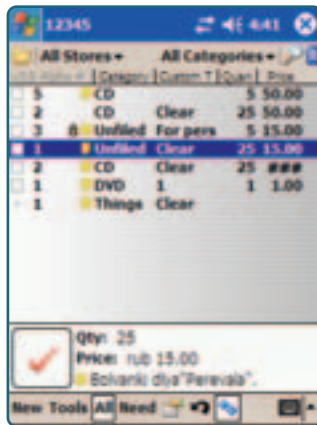 12345 4:41
All Stores All Categories
Category Custom T Quan Price
5 CD 5 50.00
2 CD Clear 25 50.00
3 8 Unfiled For pers 5 15.00
1 Unfiled Clear 25 15.00
2 CD Clear 25 ###
1 DVD 1 1 1.00
1 Things Clear
Qty: 25
Price: rub 15.00
Bolvanki dlya "Perevala".
New Tools All Need